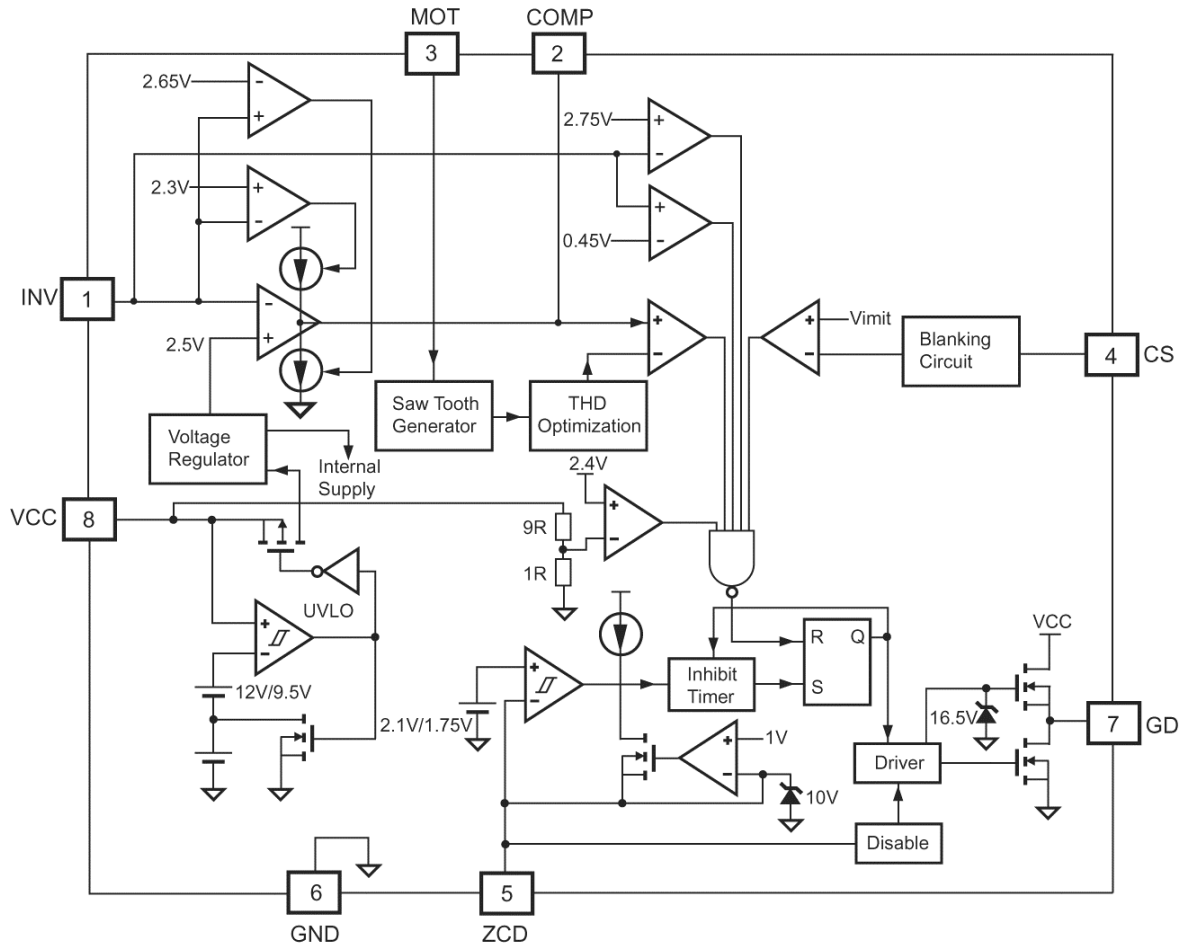 MOT
COMP
3
2
2.65V
-
+
2.75V
+
-
2.3V
+
-
+
0.45V
-
INV
1
-
2.5V
+
+
-
+
Vimit
-
Blanking
Circuit
4
CS
Saw Tooth
Generator
THD
Optimization
Voltage
Regulator
Internal
Supply
2.4V
+
-
VCC
8
9R
1R
UVLO
+
-
12V/9.5V
+
-
2.1V/1.75V
Inhibit
Timer
R
Q
S
VCC
16.5V
7
GD
1V
+
-
10V
Driver
Disable
6
GND
5
ZCD